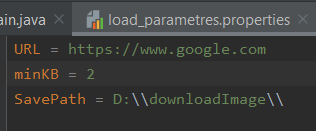 ain.java
load_parametres.properties
URL = https://www.google.com
minKB = 2
SavePath = D:\\downloadImage\\